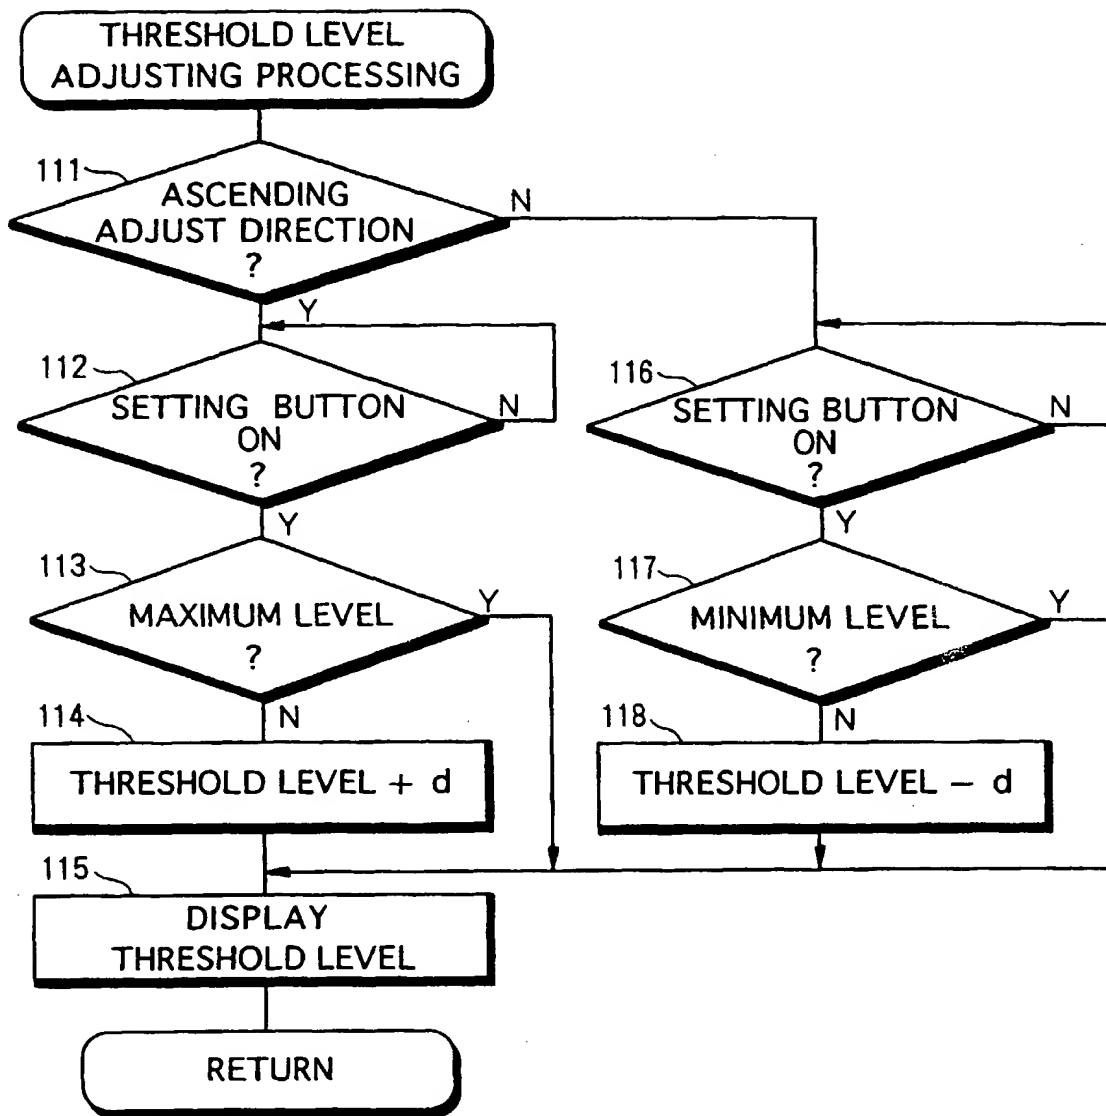 THRESHOLD LEVEL
ADJUSTING PROCESSING
111
ASCENDING
ADJUST DIRECTION
?
N
Y
112
SETTING BUTTON
ON
?
N
Y
116
SETTING BUTTON
ON
?
N
Y
113
MAXIMUM LEVEL
?
Y
N
117
MINIMUM LEVEL
?
Y
N
114
THRESHOLD LEVEL + d
118
THRESHOLD LEVEL − d
115
DISPLAY
THRESHOLD LEVEL
RETURN